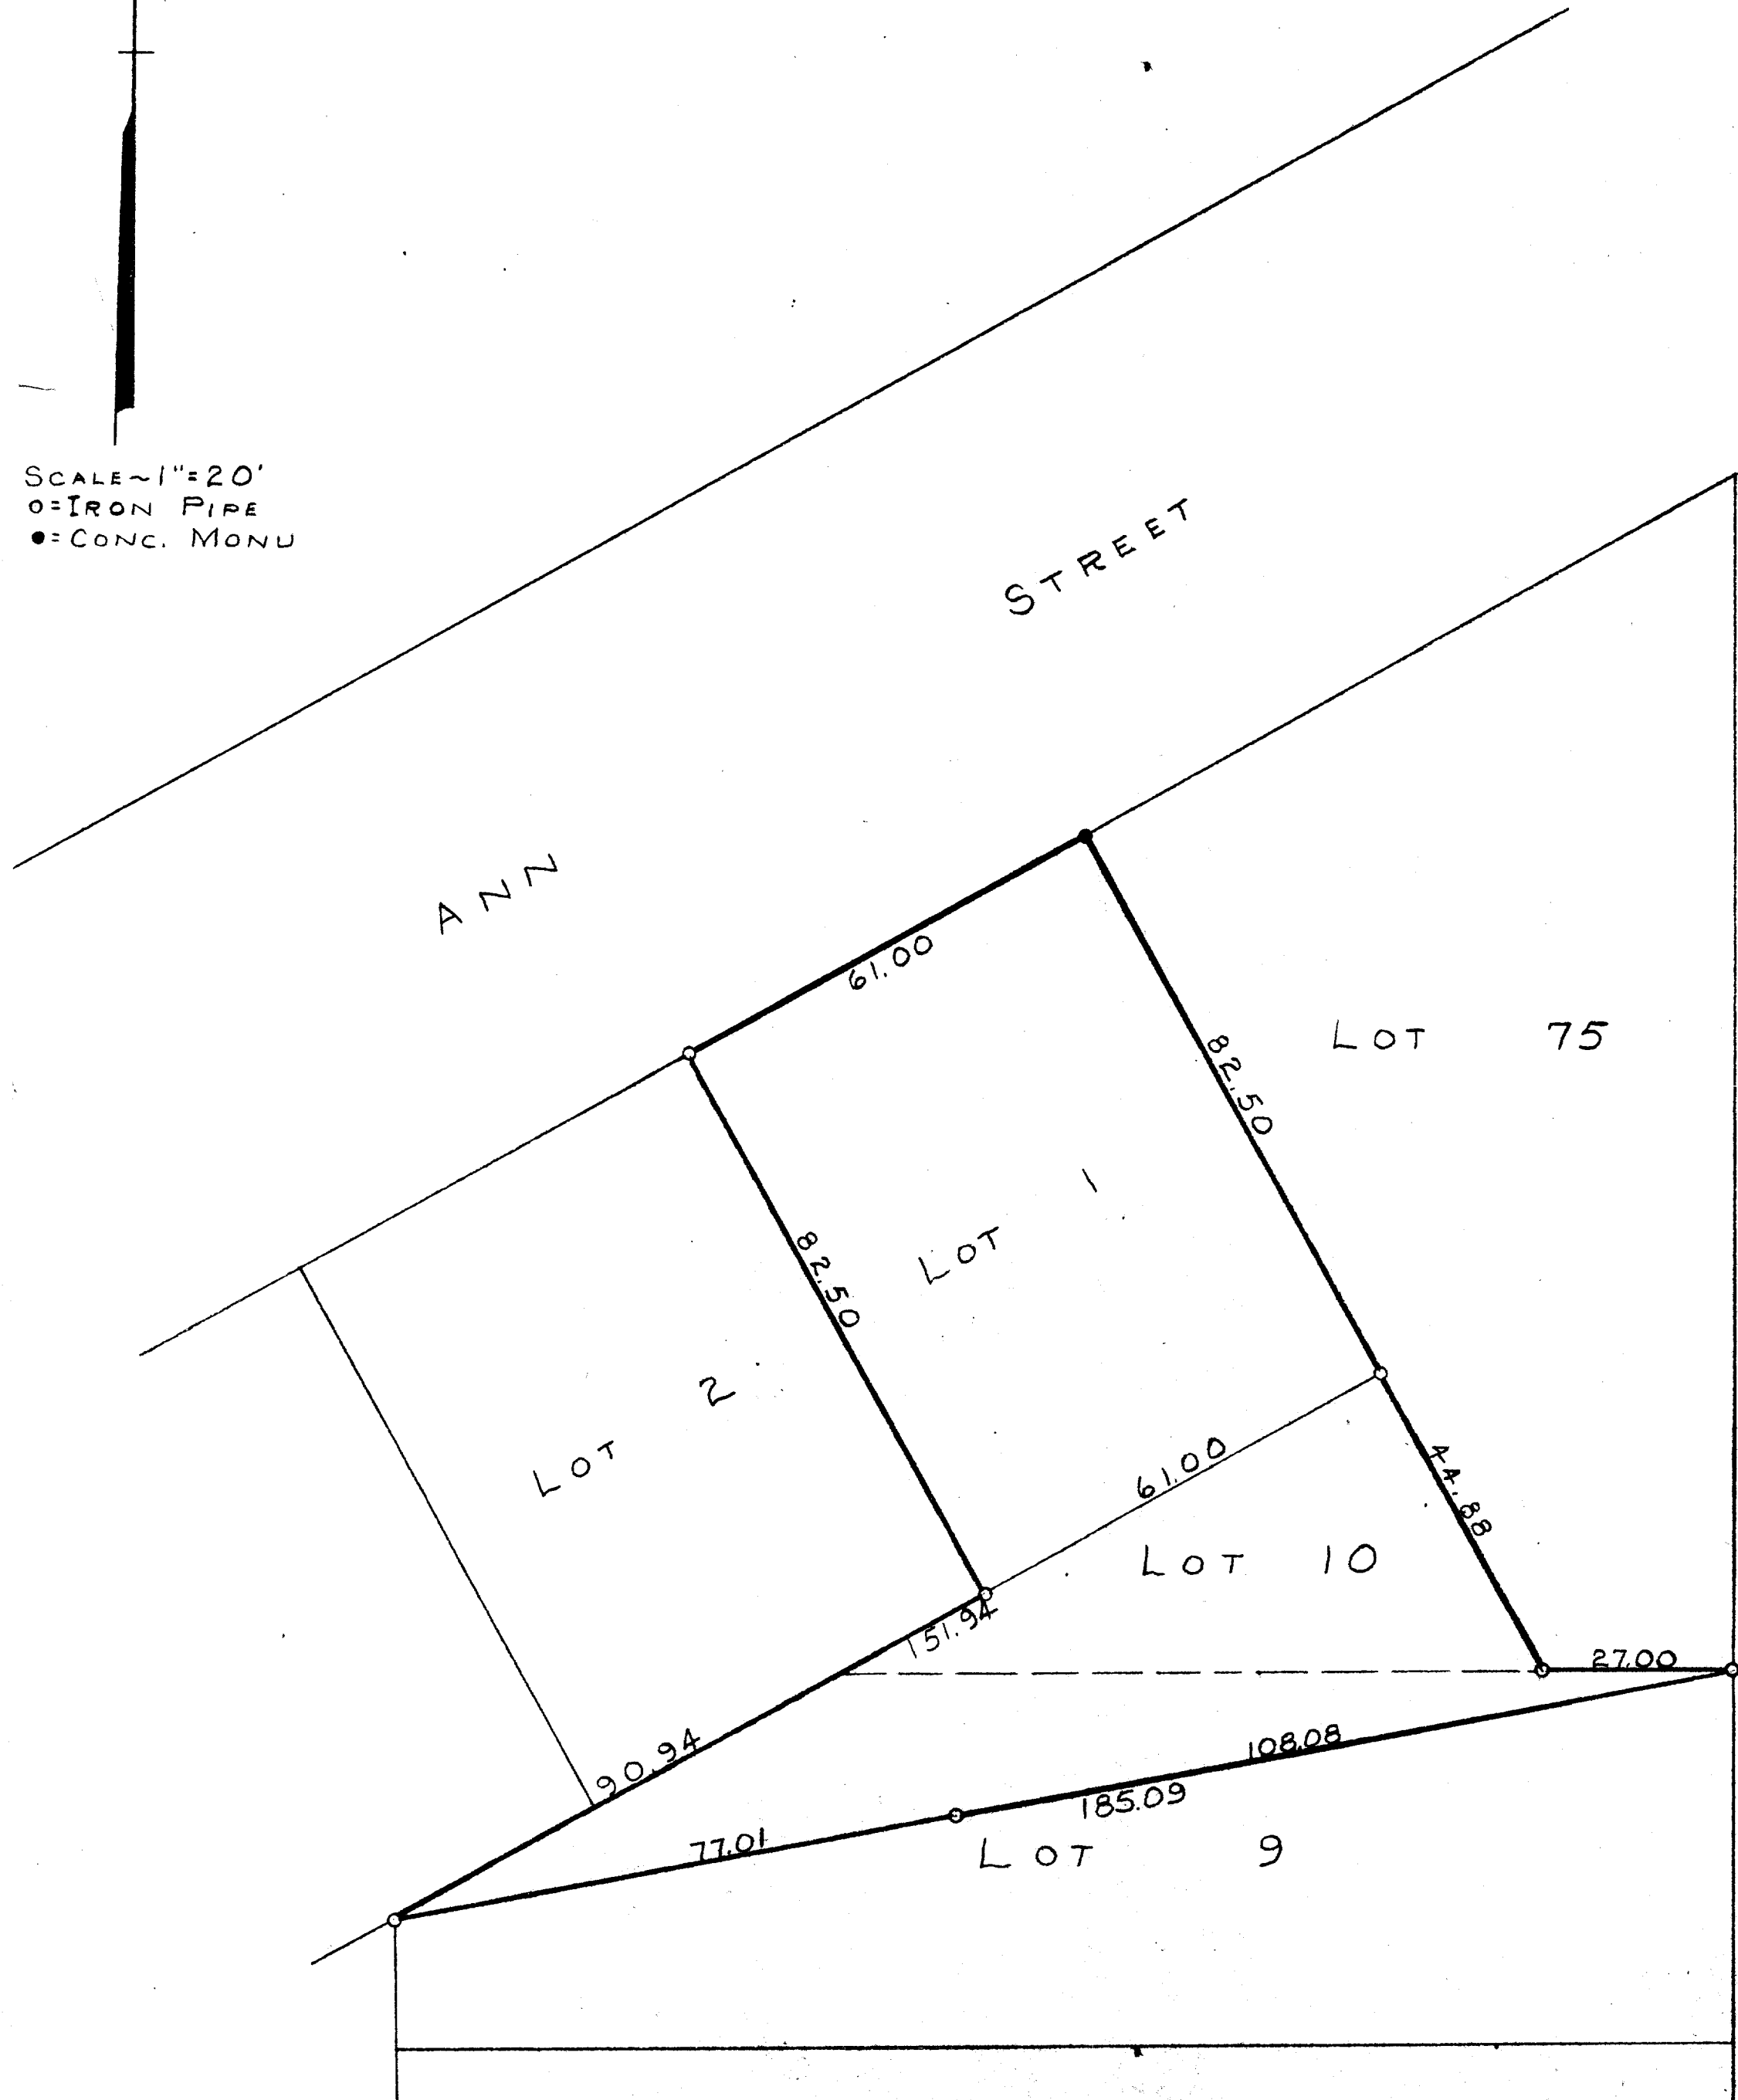 SCALE~1"=20'
O=IRON PIPE
●=CONC. MONU
ANN STREET
61.00
82.50
LOT 75
82.50
LOT 1
LOT 2
61.00
44.88
LOT 10
151.94
27.00
90.94
108.08
185.09
77.01
LOT 9